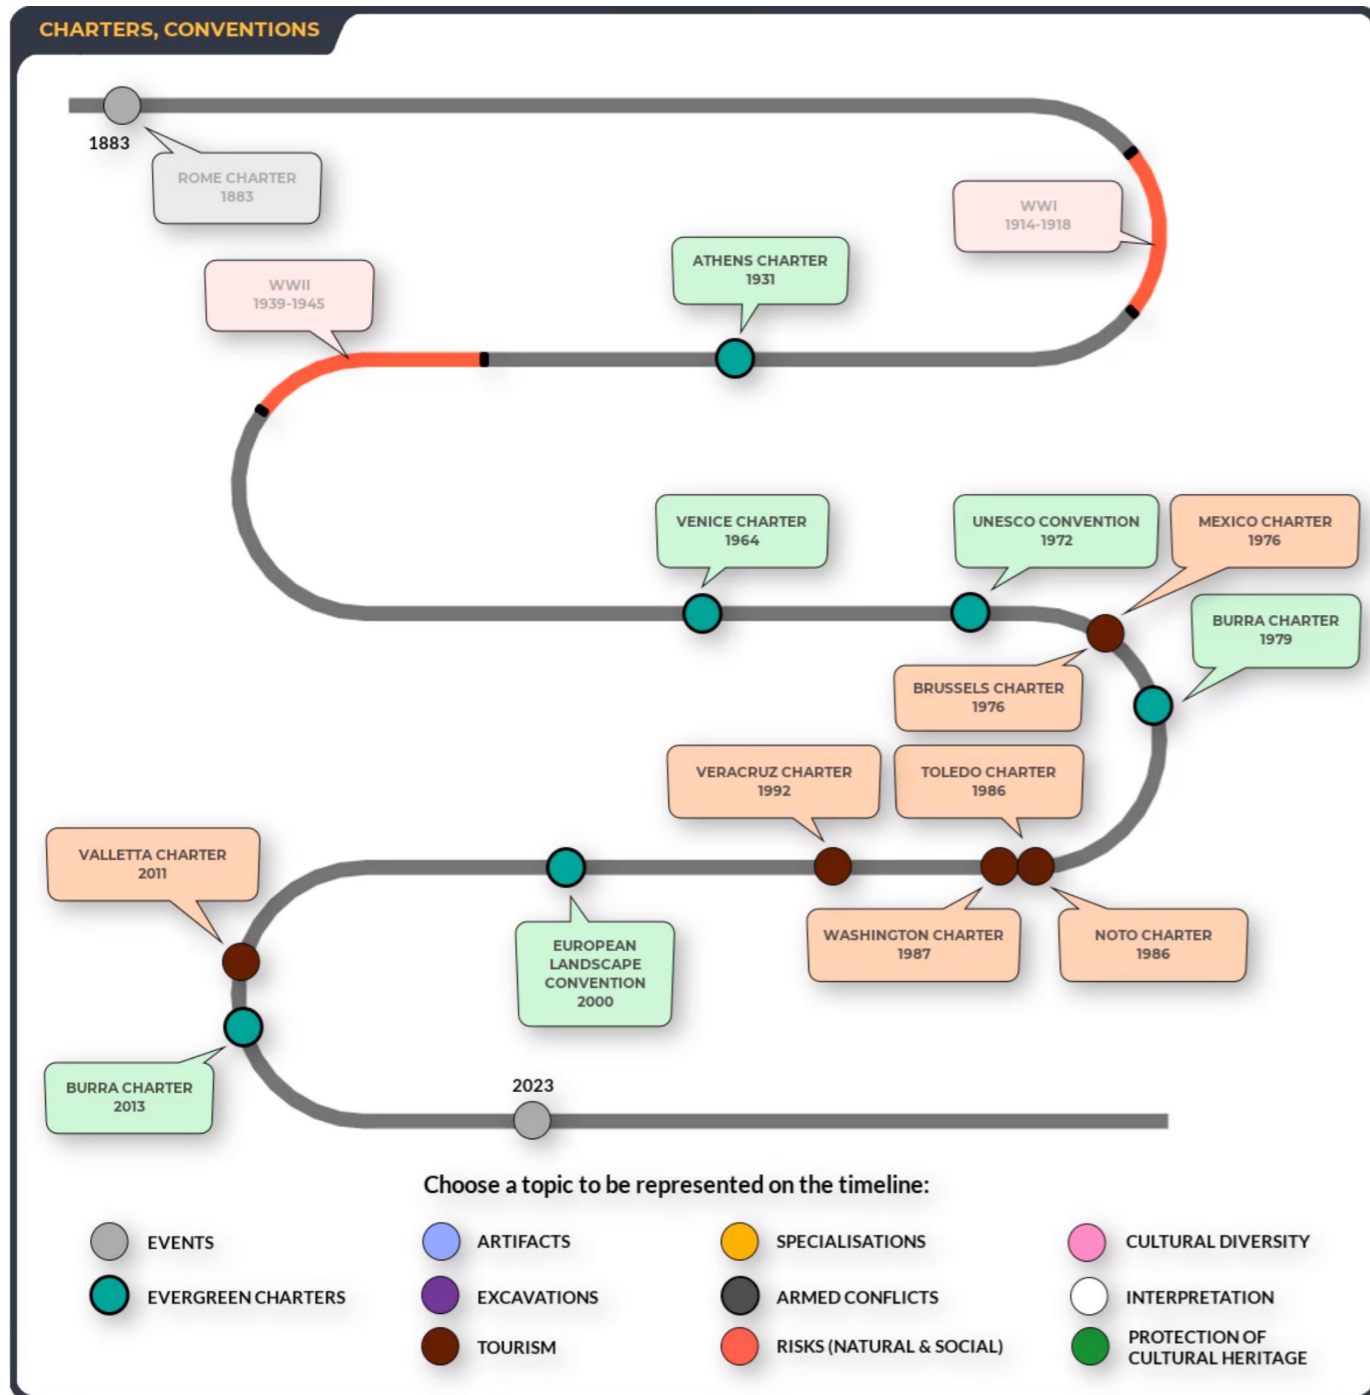 CHARTERS, CONVENTIONS
1883
ROME CHARTER
1883
WWI
1914-1918
ATHENS CHARTER
1931
WWII
1939-1945
VENICE CHARTER
1964
UNESCO CONVENTION
1972
MEXICO CHARTER
1976
BURRA CHARTER
1979
BRUSSELS CHARTER
1976
VERACRUZ CHARTER
1992
TOLEDO CHARTER
1986
VALLETTA CHARTER
2011
WASHINGTON CHARTER
1987
NOTO CHARTER
1986
EUROPEAN
LANDSCAPE
CONVENTION
2000
BURRA CHARTER
2013
2023
Choose a topic to be represented on the timeline:
EVENTS
ARTIFACTS
SPECIALISATIONS
CULTURAL DIVERSITY
EVERGREEN CHARTERS
EXCAVATIONS
ARMED CONFLICTS
INTERPRETATION
TOURISM
RISKS (NATURAL & SOCIAL)
PROTECTION OF
CULTURAL HERITAGE